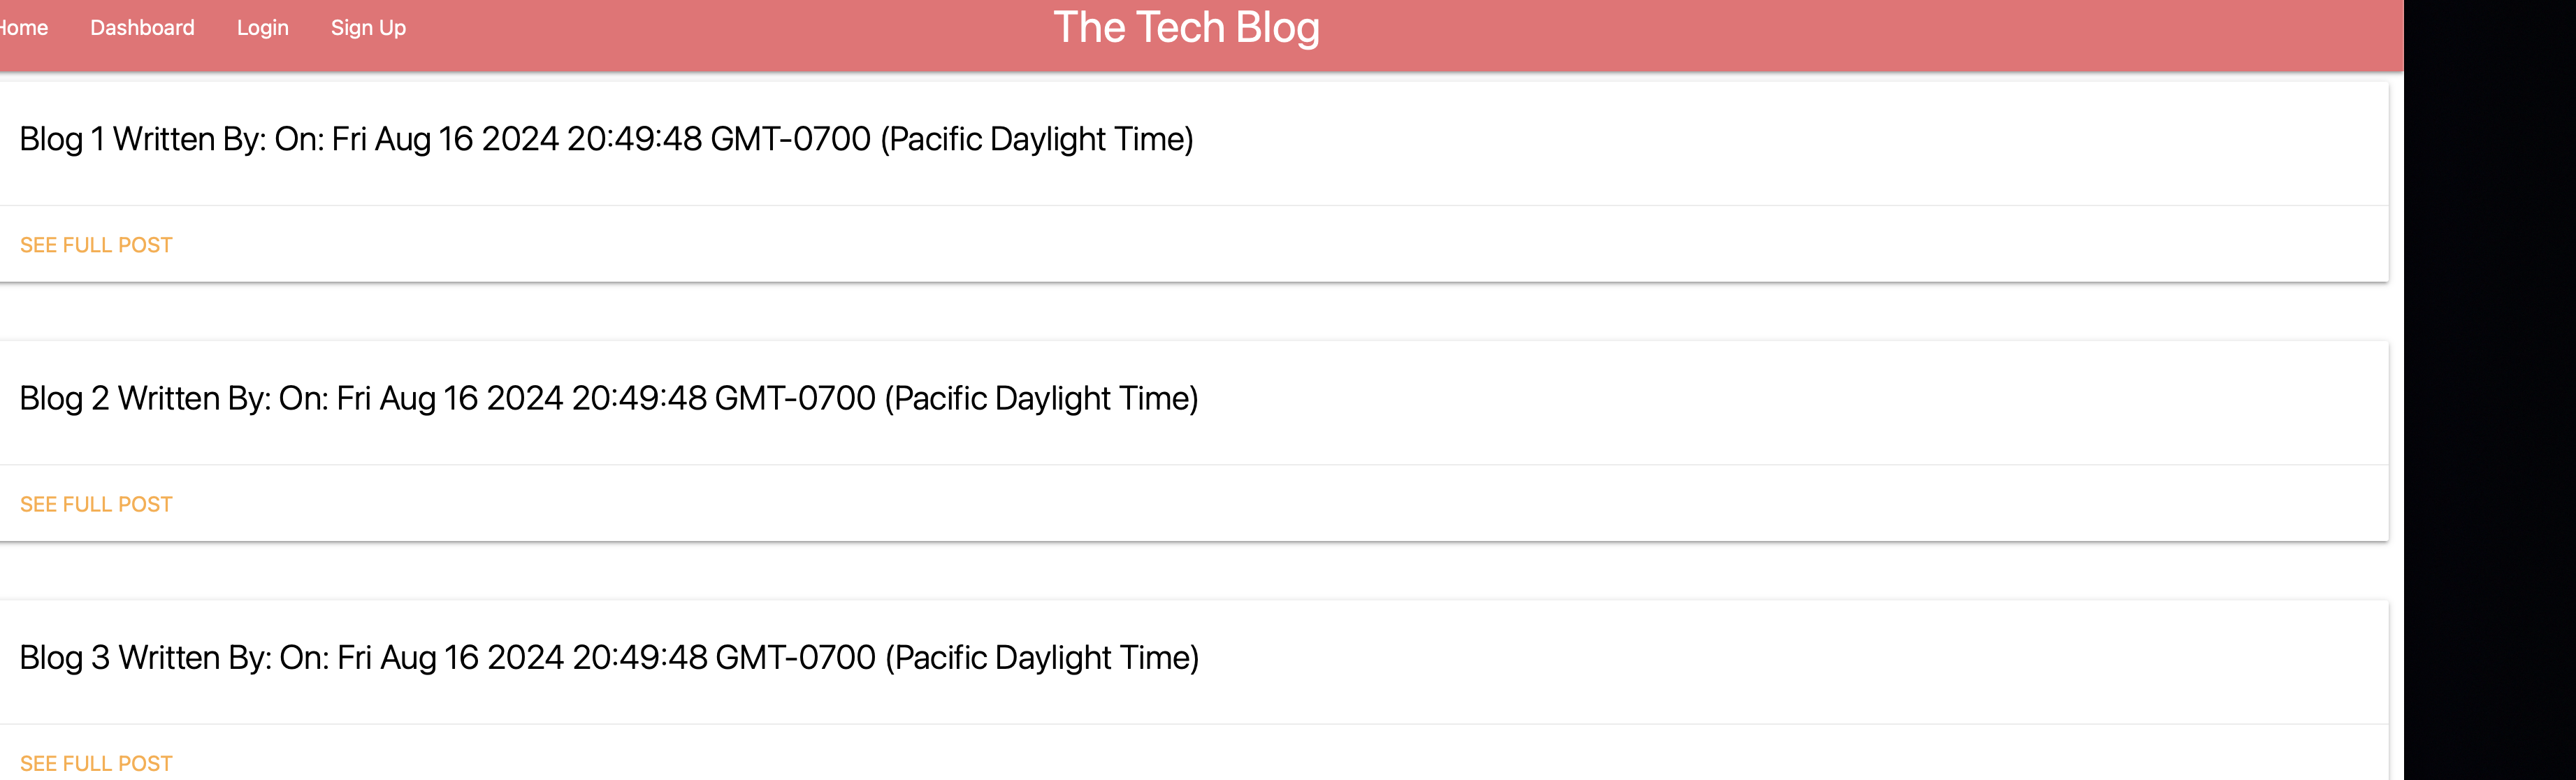 Home Dashboard Login Sign Up The Tech Blog
Blog 1 Written By: On: Fri Aug 16 2024 20:49:48 GMT-0700 (Pacific Daylight Time)
SEE FULL POST
Blog 2 Written By: On: Fri Aug 16 2024 20:49:48 GMT-0700 (Pacific Daylight Time)
SEE FULL POST
Blog 3 Written By: On: Fri Aug 16 2024 20:49:48 GMT-0700 (Pacific Daylight Time)
SEE FULL POST